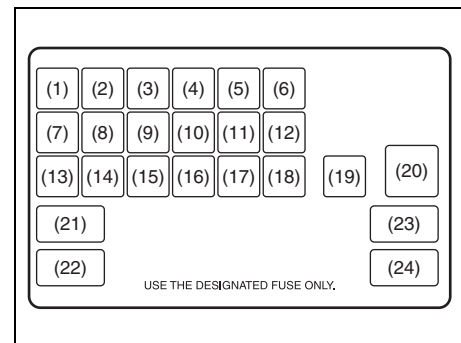 (1) (2) (3) (4) (5) (6)
(7) (8) (9) (10) (11) (12)
(13) (14) (15) (16) (17) (18) (19) (20)
(21) (23)
(22) (24)
USE THE DESIGNATED FUSE ONLY.